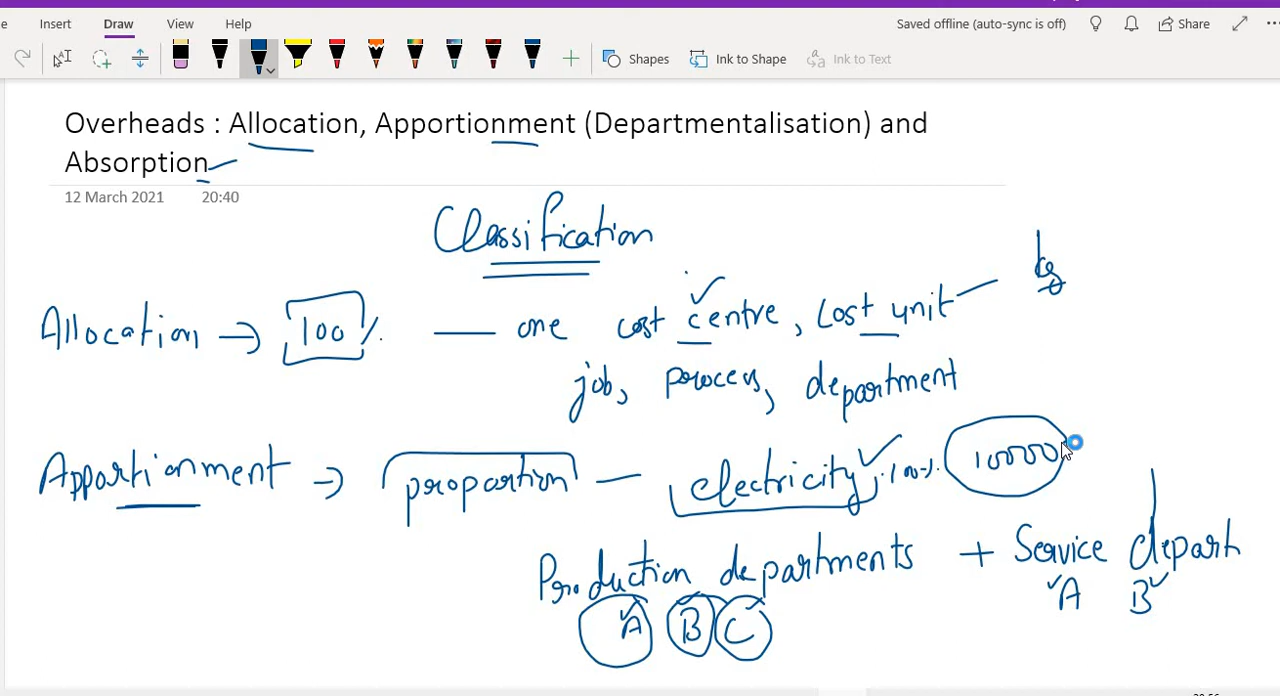 e Insert Draw View Help Saved offline (auto-sync is off) Share
Shapes Ink to Shape Ink to Text
Overheads : Allocation, Apportionment (Departmentalisation) and
Absorption
12 March 2021 20:40
Classification
Allocation → 100 % — one cost centre, Cost unit — kg
job, process, department
Apportionment → proportion — electricity 100%. 100000
Production departments + Service depart
A B C A B